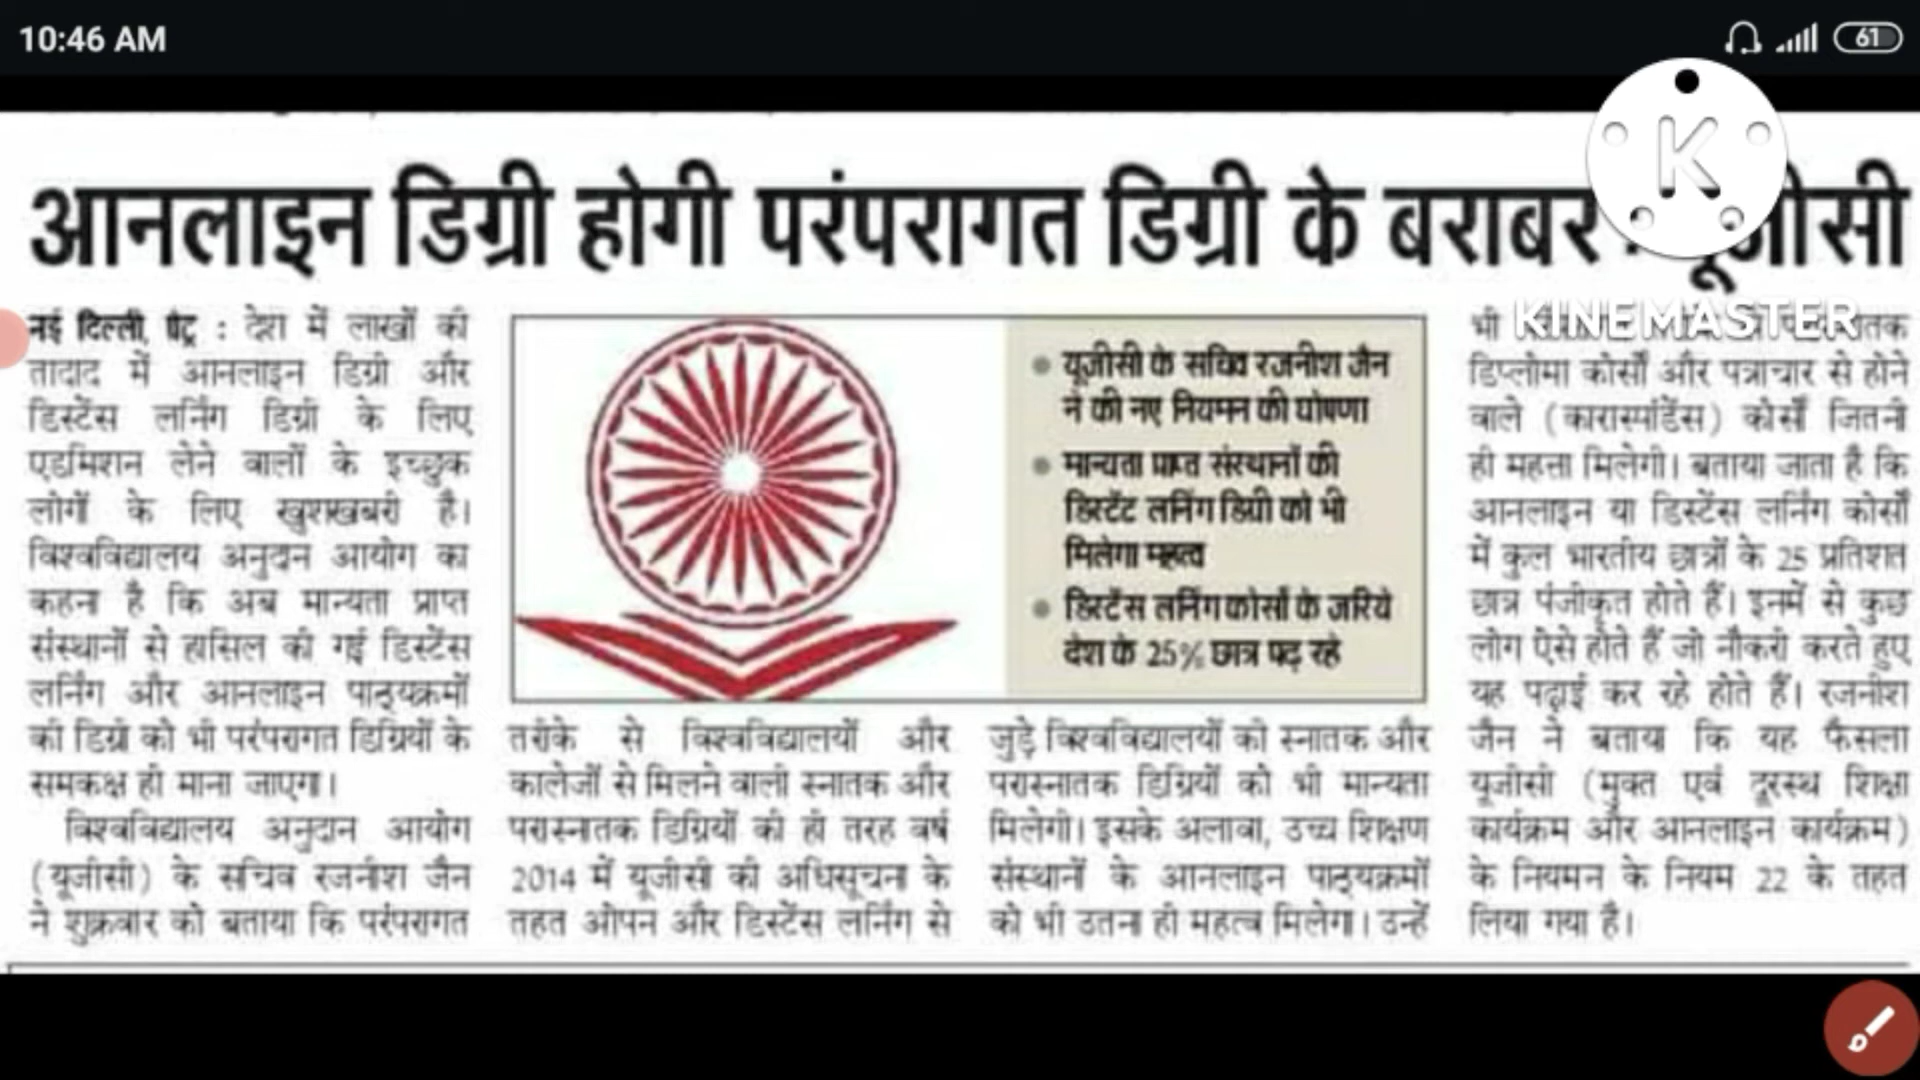 10:46 AM
61
K
KINEMASTER
आनलाइन डिग्री होगी परंपरागत डिग्री के बराबर : यूजीसी
नई दिल्ली, प्रेट्र : देश में लाखों की
तादाद में आनलाइन डिग्री और
डिस्टेंस लर्निंग डिग्री के लिए
एडमिशन लेने वालों के इच्छुक
लोगों के लिए खुशखबरी है।
विश्वविद्यालय अनुदान आयोग का
कहना है कि अब मान्यता प्राप्त
संस्थानों से हासिल की गई डिस्टेंस
लर्निंग और आनलाइन पाठ्यक्रमों
की डिग्री को भी परंपरागत डिग्रियों के
समकक्ष ही माना जाएगा।
विश्वविद्यालय अनुदान आयोग
(यूजीसी) के सचिव रजनीश जैन
ने शुक्रवार को बताया कि परंपरागत
यूजीसी के सचिव रजनीश जैन
ने की नए नियमन की घोषणा
मान्यता प्राप्त संस्थानों की
डिस्टेंट लर्निंग डिग्री को भी
मिलेगा महत्व
डिस्टेंस लर्निंग कोर्सों के जरिये
देश के 25% छात्र पढ़ रहे
तरीके से विश्वविद्यालयों और
कालेजों से मिलने वाली स्नातक और
परास्नातक डिग्रियों की ही तरह वर्ष
2014 में यूजीसी की अधिसूचना के
तहत ओपन और डिस्टेंस लर्निंग से
जुड़े विश्वविद्यालयों की स्नातक और
परास्नातक डिग्रियों को भी मान्यता
मिलेगी। इसके अलावा, उच्च शिक्षण
संस्थानों के आनलाइन पाठ्यक्रमों
को भी उतना ही महत्व मिलेगा। उन्हें
भी
डिप्लोमा कोर्सों और पत्राचार से होने
वाले (कारास्पांडेंस) कोर्सों जितनी
ही महत्ता मिलेगी। बताया जाता है कि
आनलाइन या डिस्टेंस लर्निंग कोर्सों
में कुल भारतीय छात्रों के 25 प्रतिशत
छात्र पंजीकृत होते हैं। इनमें से कुछ
लोग ऐसे होते हैं जो नौकरी करते हुए
यह पढ़ाई कर रहे होते हैं। रजनीश
जैन ने बताया कि यह फैसला
यूजीसी (मुक्त एवं दूरस्थ शिक्षा
कार्यक्रम और आनलाइन कार्यक्रम)
के नियमन के नियम 22 के तहत
लिया गया है।